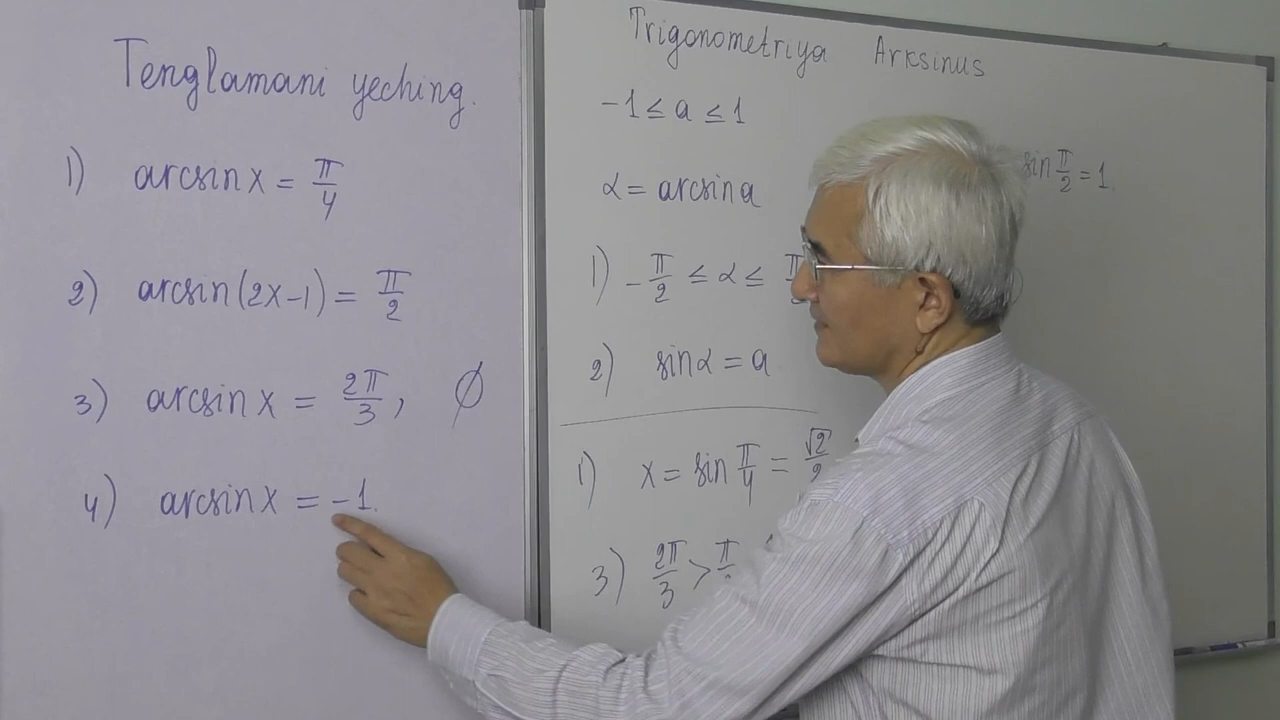 Tenglamani yeching.
1) arcsin x = π/4
2) arcsin(2x-1) = π/2
3) arcsin x = 2π/3, ∅
4) arcsin x = -1.
Trigonometriya Arksinus
-1 ≤ a ≤ 1
α = arcsin a
1) -π/2 ≤ α ≤ π
2) sin α = a
1) x = sin π/4 = √2/2
3) 2π/3 > π
sin π/2 = 1.